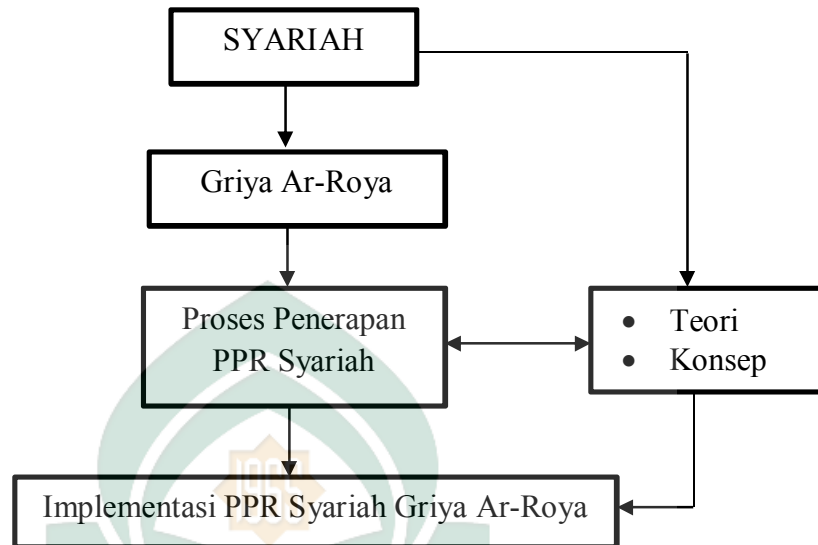 SYARIAH
Griya Ar-Roya
Proses Penerapan
PPR Syariah
• Teori
• Konsep
Implementasi PPR Syariah Griya Ar-Roya